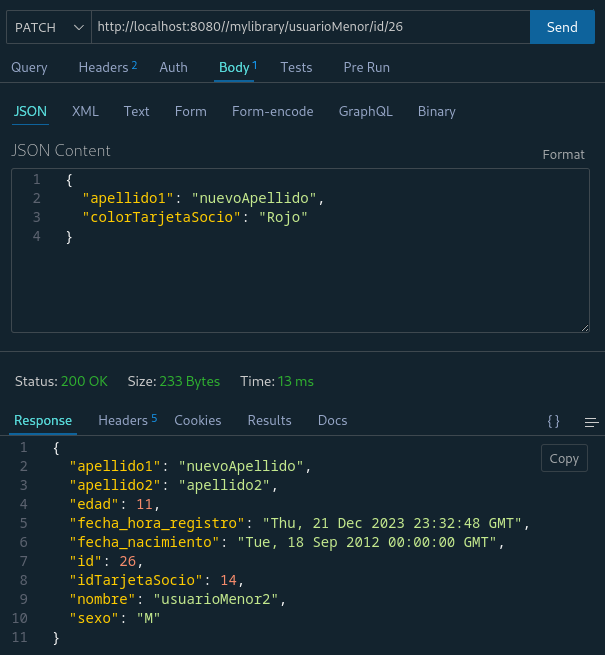 PATCH http://localhost:8080//mylibrary/usuarioMenor/id/26 Send
Query Headers 2 Auth Body 1 Tests Pre Run
JSON XML Text Form Form-encode GraphQL Binary
JSON Content Format
1 {
2 "apellido1": "nuevoApellido",
3 "colorTarjetaSocio": "Rojo"
4 }
Status: 200 OK Size: 233 Bytes Time: 13 ms
Response Headers 5 Cookies Results Docs { }
Copy
1 {
2 "apellido1": "nuevoApellido",
3 "apellido2": "apellido2",
4 "edad": 11,
5 "fecha_hora_registro": "Thu, 21 Dec 2023 23:32:48 GMT",
6 "fecha_nacimiento": "Tue, 18 Sep 2012 00:00:00 GMT",
7 "id": 26,
8 "idTarjetaSocio": 14,
9 "nombre": "usuarioMenor2",
10 "sexo": "M"
11 }